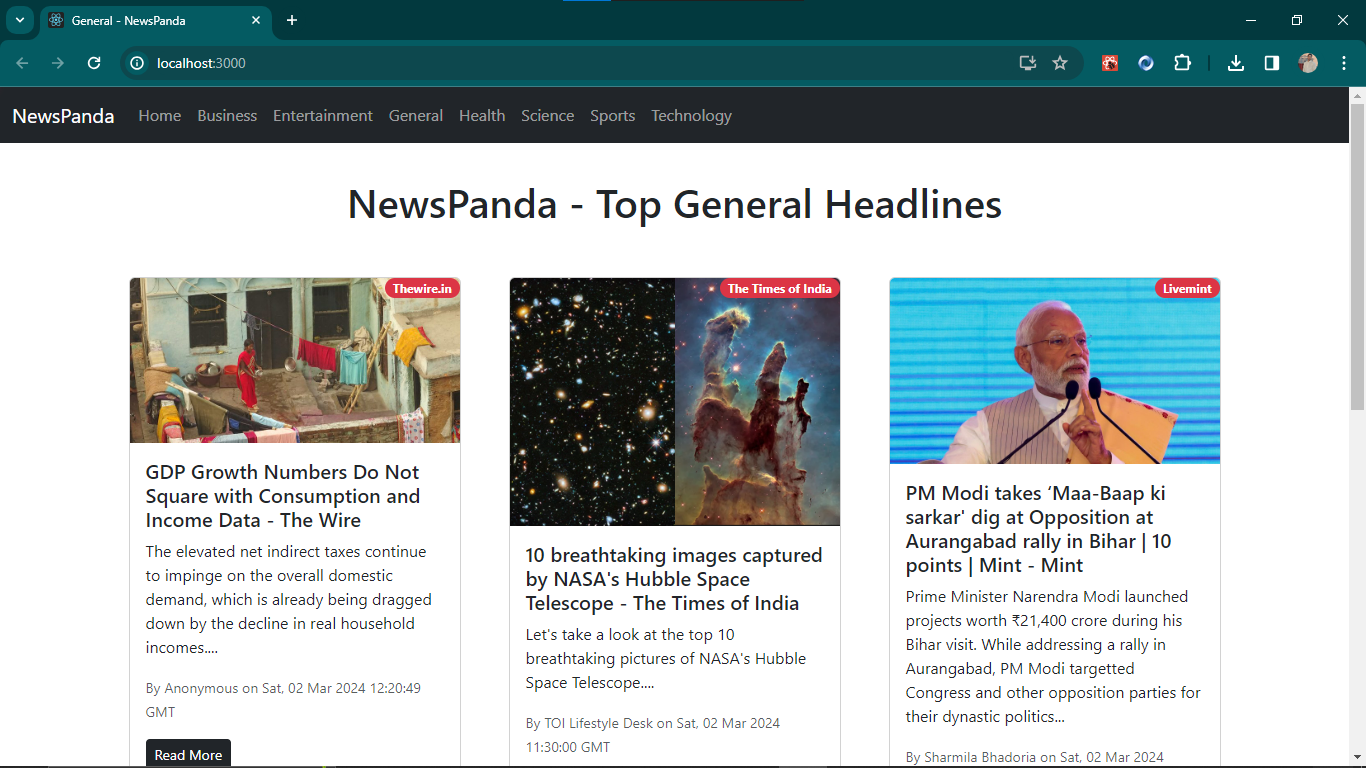 General - NewsPanda
localhost:3000
NewsPanda Home Business Entertainment General Health Science Sports Technology
NewsPanda - Top General Headlines
Thewire.in
GDP Growth Numbers Do Not
Square with Consumption and
Income Data - The Wire
The elevated net indirect taxes continue
to impinge on the overall domestic
demand, which is already being dragged
down by the decline in real household
incomes....
By Anonymous on Sat, 02 Mar 2024 12:20:49
GMT
Read More
The Times of India
10 breathtaking images captured
by NASA's Hubble Space
Telescope - The Times of India
Let's take a look at the top 10
breathtaking pictures of NASA's Hubble
Space Telescope....
By TOI Lifestyle Desk on Sat, 02 Mar 2024
11:30:00 GMT
Livemint
PM Modi takes ‘Maa-Baap ki
sarkar' dig at Opposition at
Aurangabad rally in Bihar | 10
points | Mint - Mint
Prime Minister Narendra Modi launched
projects worth ₹21,400 crore during his
Bihar visit. While addressing a rally in
Aurangabad, PM Modi targetted
Congress and other opposition parties for
their dynastic politics...
By Sharmila Bhadoria on Sat, 02 Mar 2024